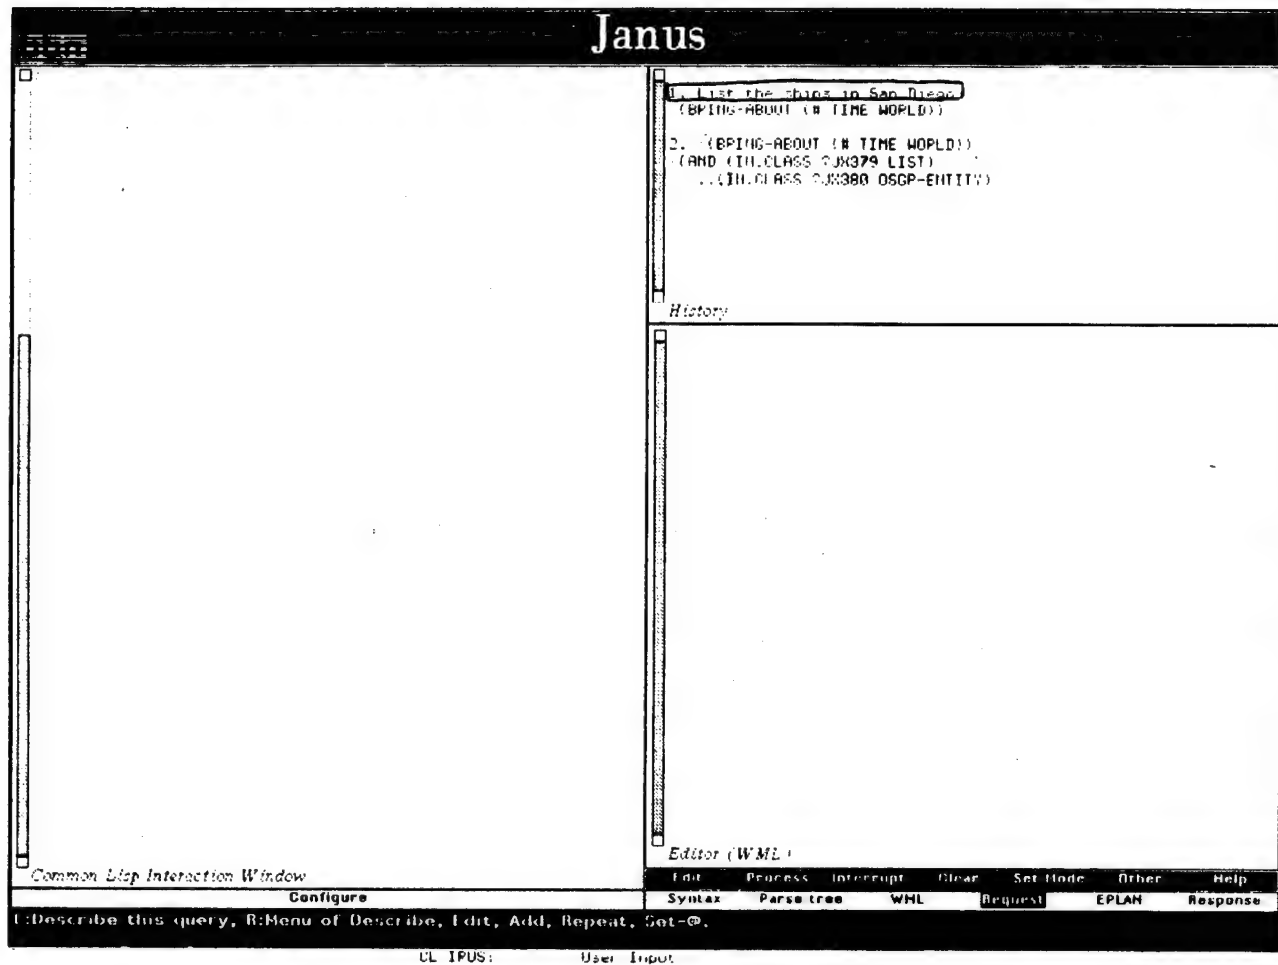 Janus
1. List the ships in San Diego
(BRING-ABOUT (# TIME WORLD))
2. (BRING-ABOUT (# TIME WORLD))
(AND (IN.CLASS ?JX379 LIST)
..(IN.CLASS ?JX380 OSGP-ENTITY)
History
Editor (WML)
Common Lisp Interaction Window
Configure
Edit Process Interrupt Clear Set Mode Other Help
Syntax Parse tree WML Request EPLAN Response
L:Describe this query, R:Menu of Describe, Edit, Add, Repeat, Set-@.
CL IPUS: User Input